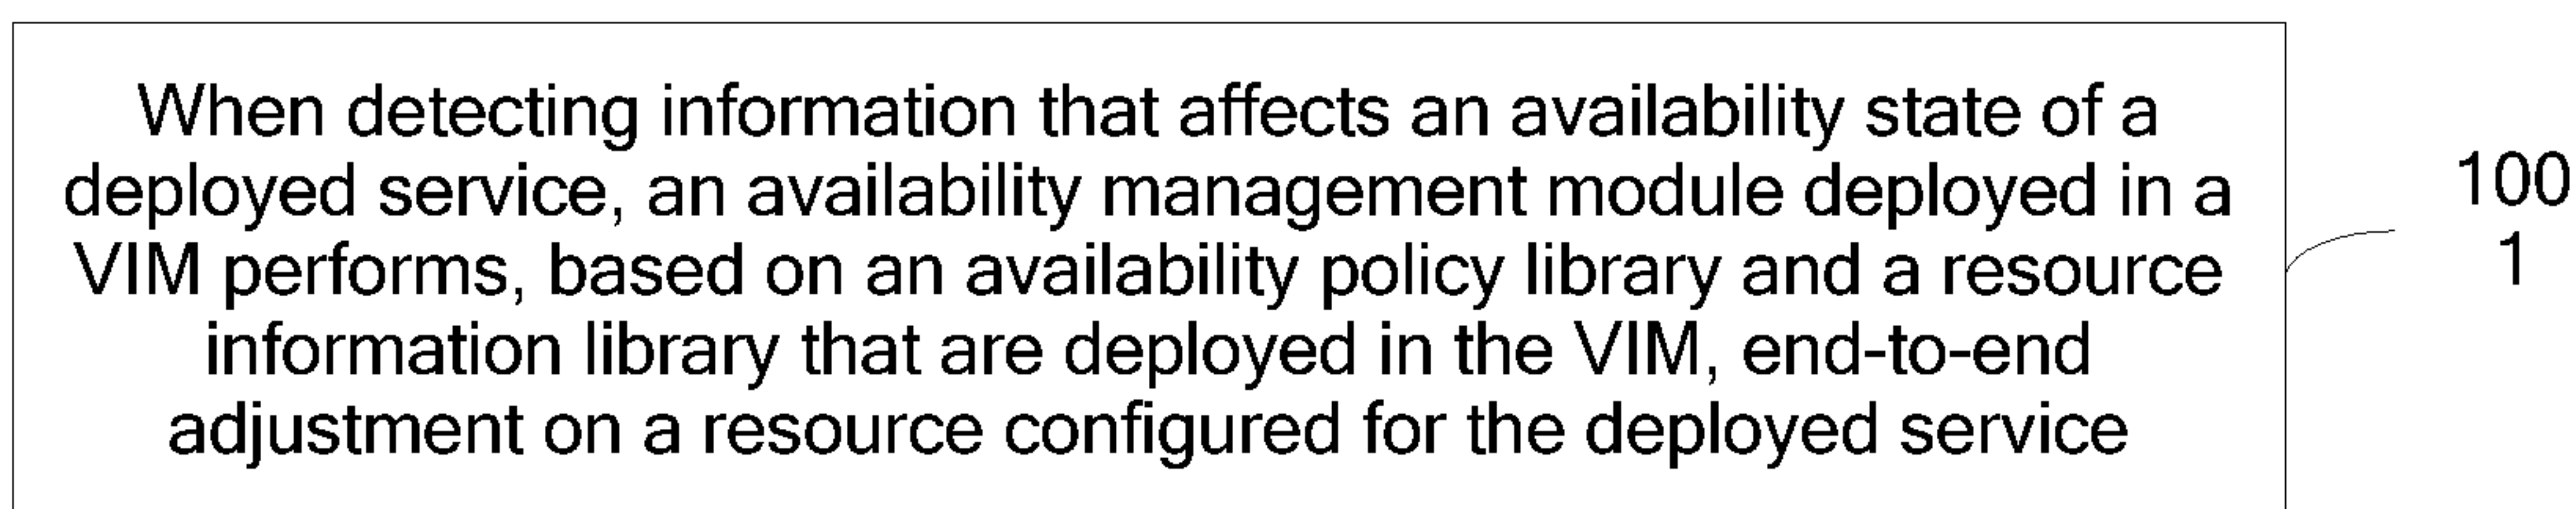 When detecting information that affects an availability state of a
deployed service, an availability management module deployed in a
VIM performs, based on an availability policy library and a resource
information library that are deployed in the VIM, end-to-end
adjustment on a resource configured for the deployed service
100
1